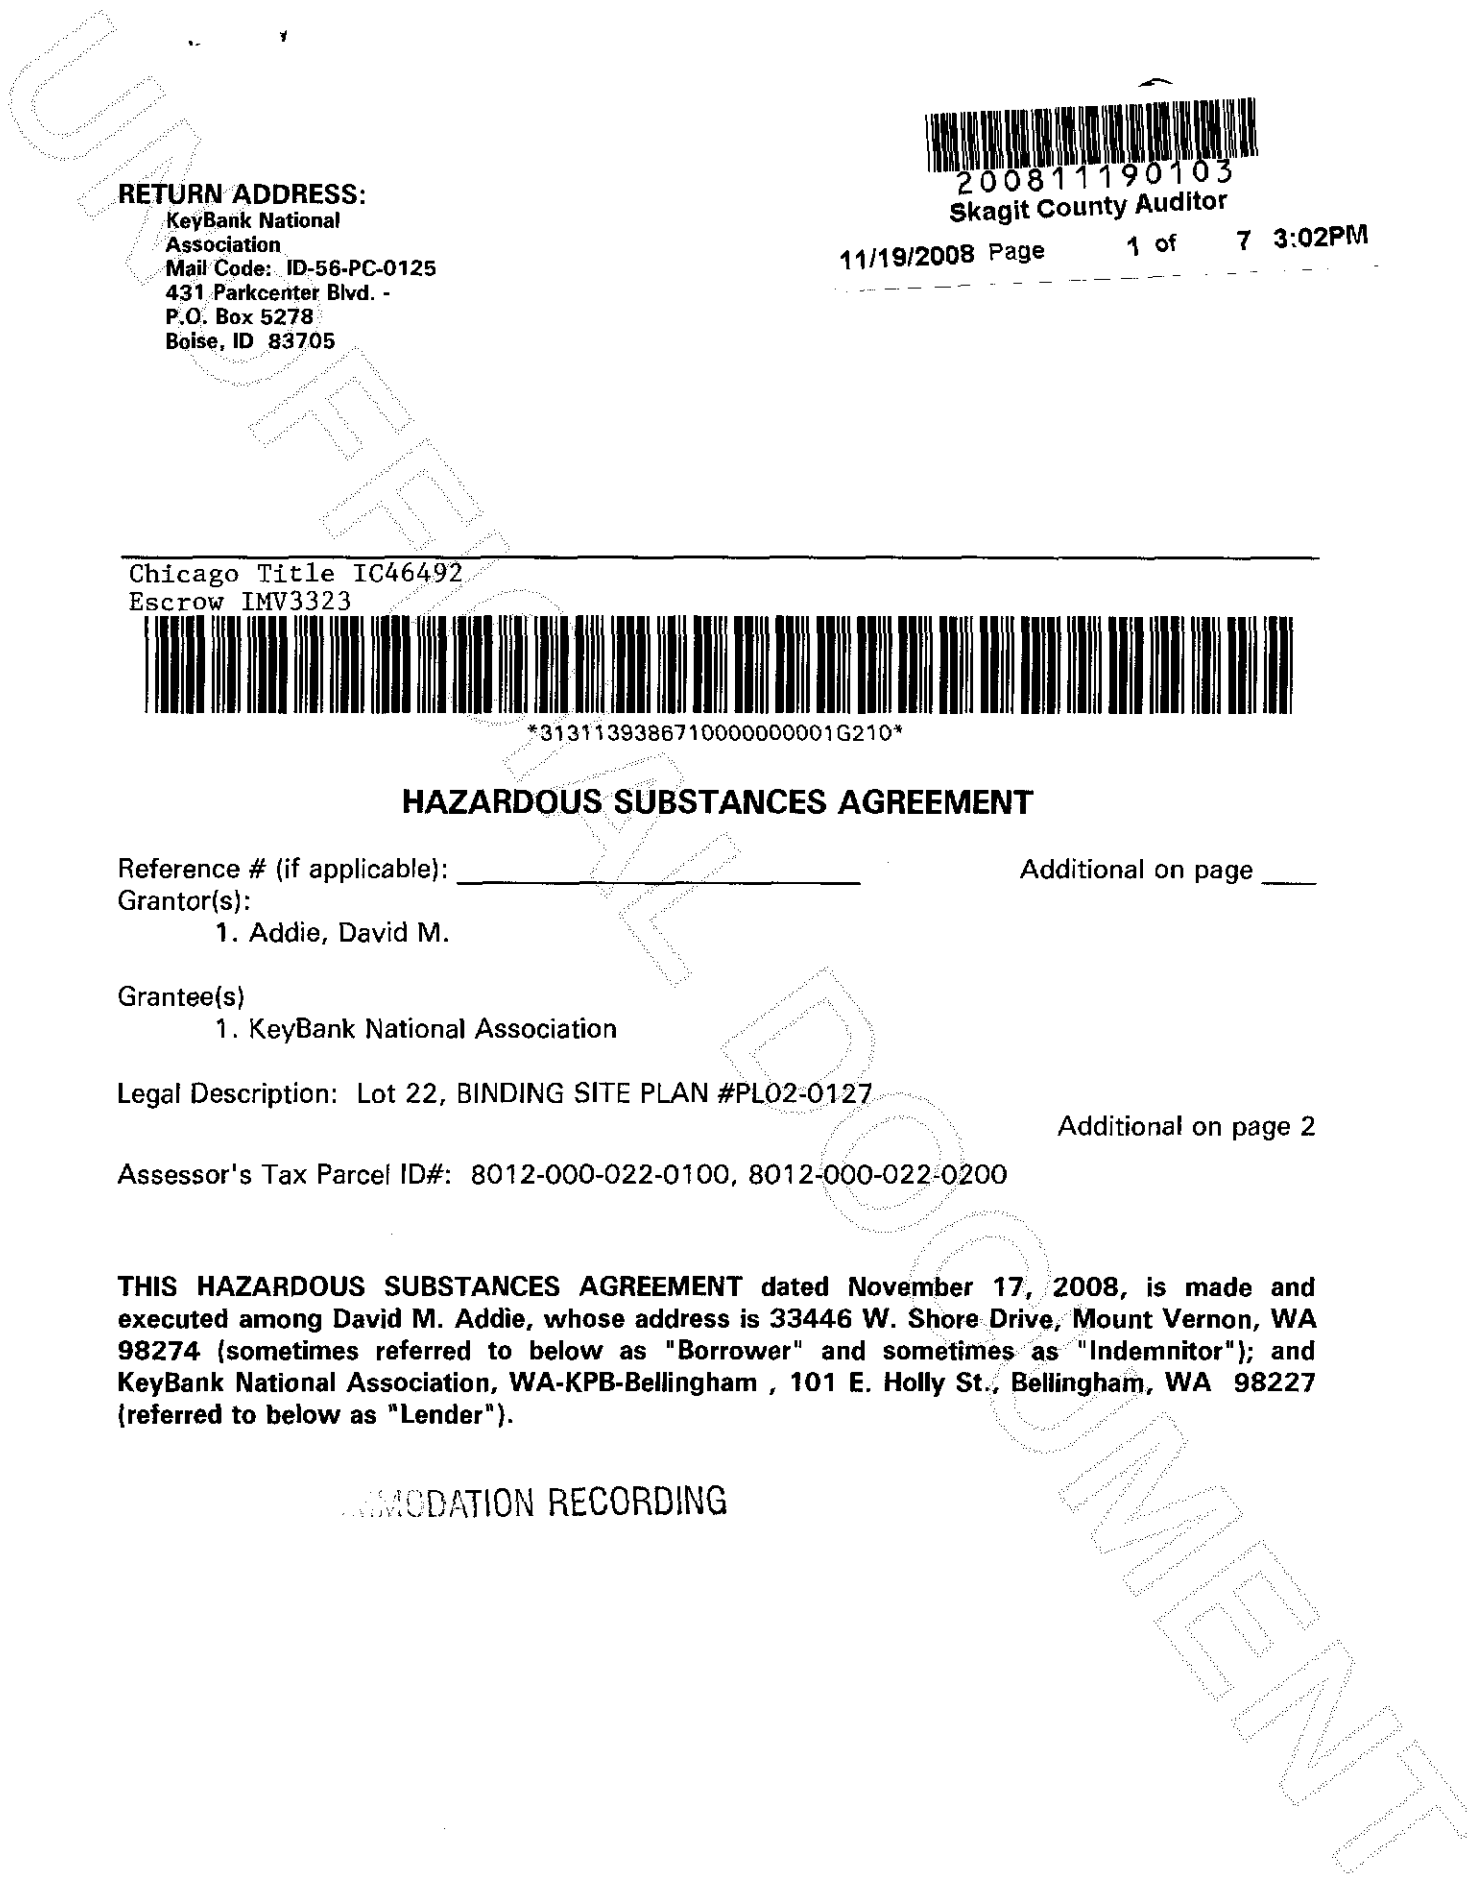 200811190103
Skagit County Auditor
11/19/2008 Page 1 of 7 3:02PM
RETURN ADDRESS:
KeyBank National
Association
Mail Code: ID-56-PC-0125
431 Parkcenter Blvd. -
P.O. Box 5278
Boise, ID 83705
Chicago Title IC46492
Escrow IMV3323
*313113938671000000000​01G210*
HAZARDOUS SUBSTANCES AGREEMENT
Reference # (if applicable): Additional on page
Grantor(s):
1. Addie, David M.
Grantee(s)
1. KeyBank National Association
Legal Description: Lot 22, BINDING SITE PLAN #PL02-0127
Additional on page 2
Assessor's Tax Parcel ID#: 8012-000-022-0100, 8012-000-022-0200
THIS HAZARDOUS SUBSTANCES AGREEMENT dated November 17, 2008, is made and
executed among David M. Addie, whose address is 33446 W. Shore Drive, Mount Vernon, WA
98274 (sometimes referred to below as "Borrower" and sometimes as "Indemnitor"); and
KeyBank National Association, WA-KPB-Bellingham , 101 E. Holly St., Bellingham, WA 98227
(referred to below as "Lender").
MMODATION RECORDING
UNOFFICIAL DOCUMENT